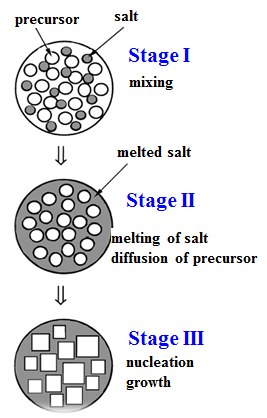 precursor
salt
Stage I
mixing
melted salt
Stage II
melting of salt
diffusion of precursor
Stage III
nucleation
growth